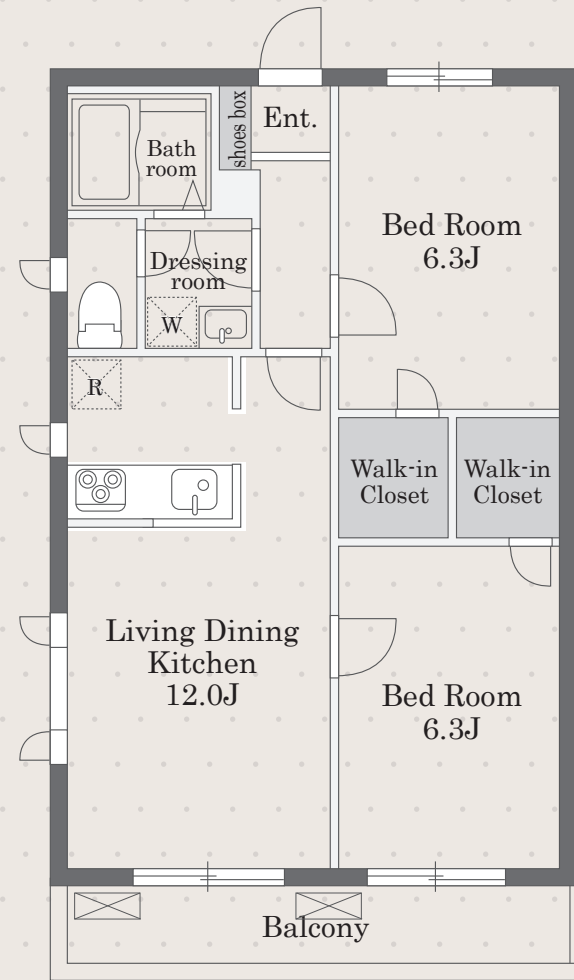 shoes box
Ent.
Bath
room
Bed Room
6.3J
Dressing
room
W
R
Walk-in
Closet
Walk-in
Closet
Living Dining
Kitchen
12.0J
Bed Room
6.3J
Balcony